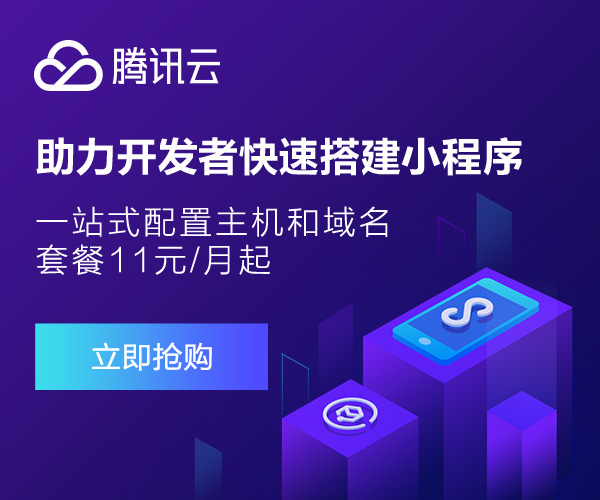 腾讯云
助力开发者快速搭建小程序
一站式配置主机和域名
套餐11元/月起
立即抢购